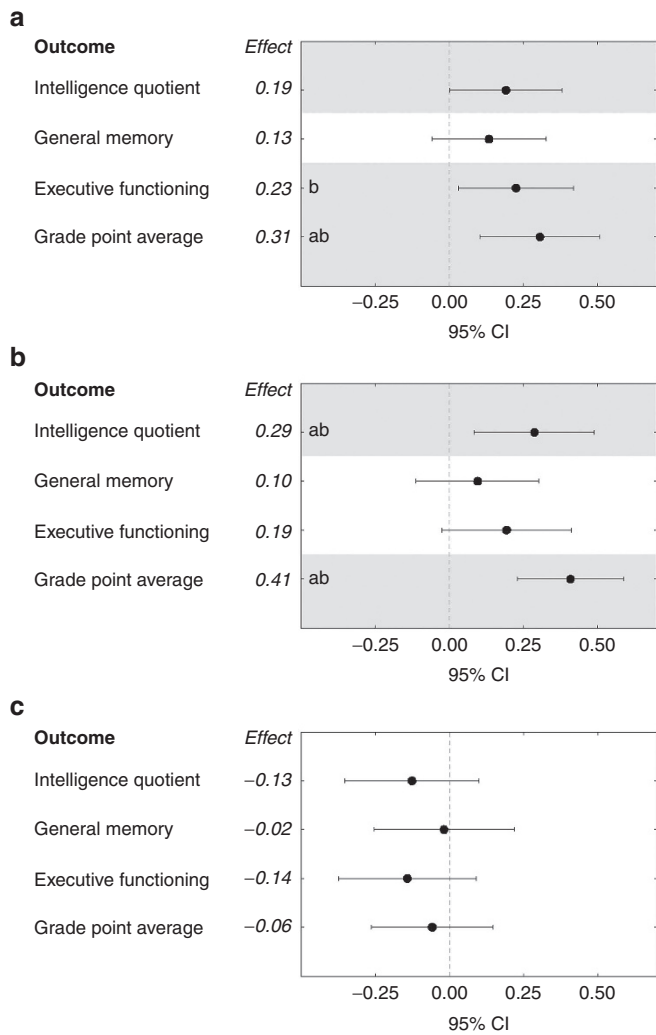 a
Outcome Effect
Intelligence quotient 0.19
General memory 0.13
Executive functioning 0.23 b
Grade point average 0.31 ab
−0.25 0.00 0.25 0.50
95% CI
b
Outcome Effect
Intelligence quotient 0.29 ab
General memory 0.10
Executive functioning 0.19
Grade point average 0.41 ab
−0.25 0.00 0.25 0.50
95% CI
c
Outcome Effect
Intelligence quotient −0.13
General memory −0.02
Executive functioning −0.14
Grade point average −0.06
−0.25 0.00 0.25 0.50
95% CI